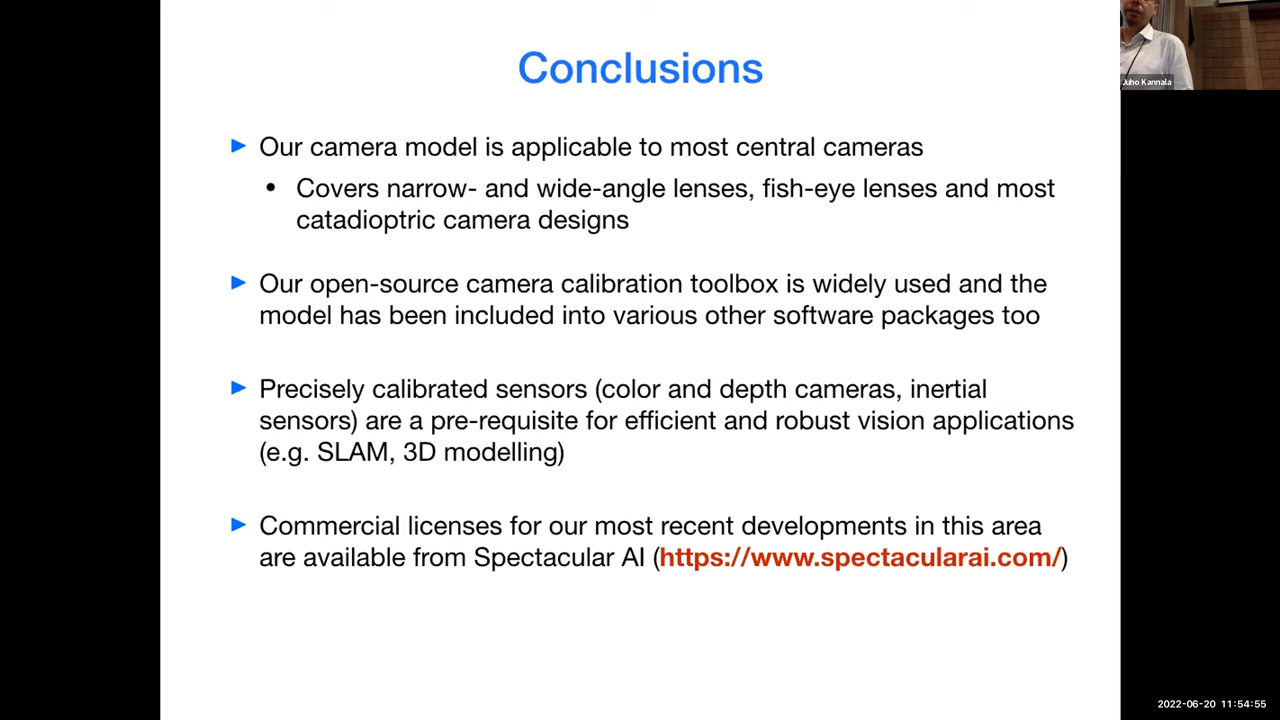 Conclusions
► Our camera model is applicable to most central cameras
• Covers narrow- and wide-angle lenses, fish-eye lenses and most
catadioptric camera designs
► Our open-source camera calibration toolbox is widely used and the
model has been included into various other software packages too
► Precisely calibrated sensors (color and depth cameras, inertial
sensors) are a pre-requisite for efficient and robust vision applications
(e.g. SLAM, 3D modelling)
► Commercial licenses for our most recent developments in this area
are available from Spectacular AI (https://www.spectacularai.com/)
Juho Kannala
2022-06-20 11:54:55